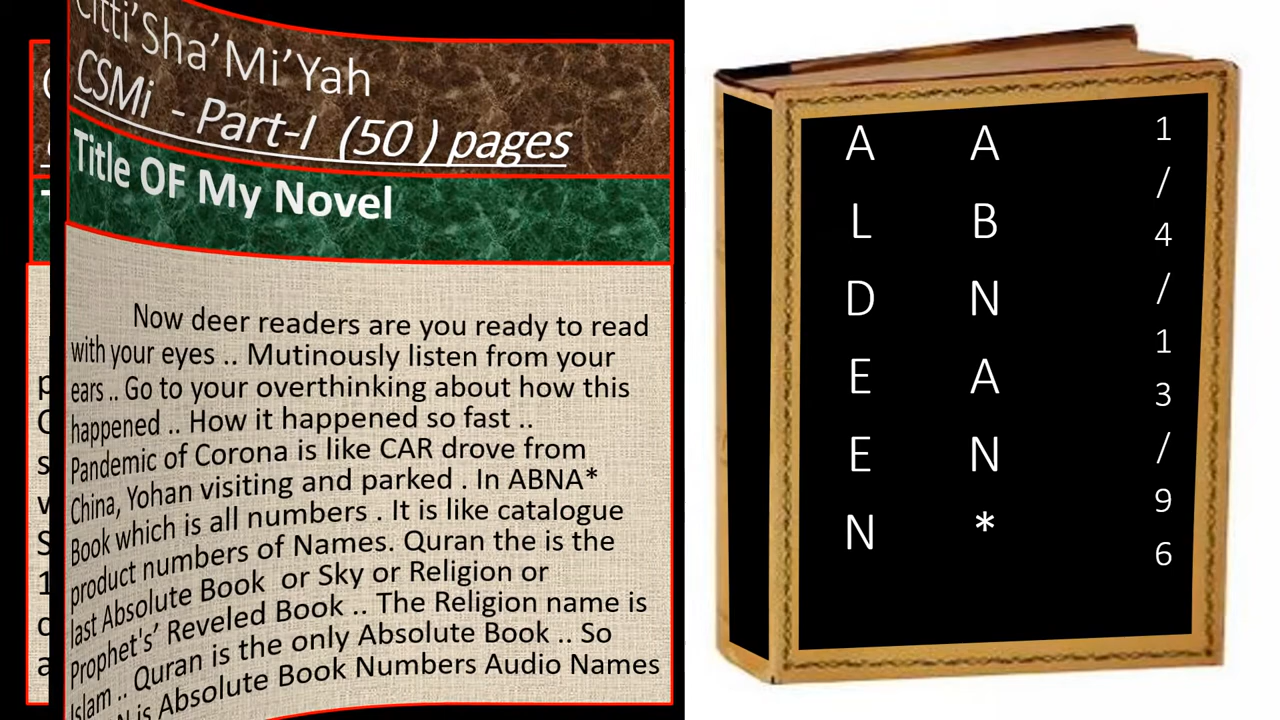 Citti’Sha’Mi’Yah
CSMi - Part-I (50 ) pages
Title OF My Novel
Now deer readers are you ready to read
with your eyes .. Mutinously listen from your
ears .. Go to your overthinking about how this
happened .. How it happened so fast ..
Pandemic of Corona is like CAR drove from
China, Yohan visiting and parked . In ABNA*
Book which is all numbers . It is like catalogue
product numbers of Names. Quran the is the
last Absolute Book or Sky or Religion or
Prophet's’ Reveled Book .. The Religion name is
Islam .. Quran is the only Absolute Book .. So
is Absolute Book Numbers Audio Names
ALDEEN
ABNAN*
1/4/13/96